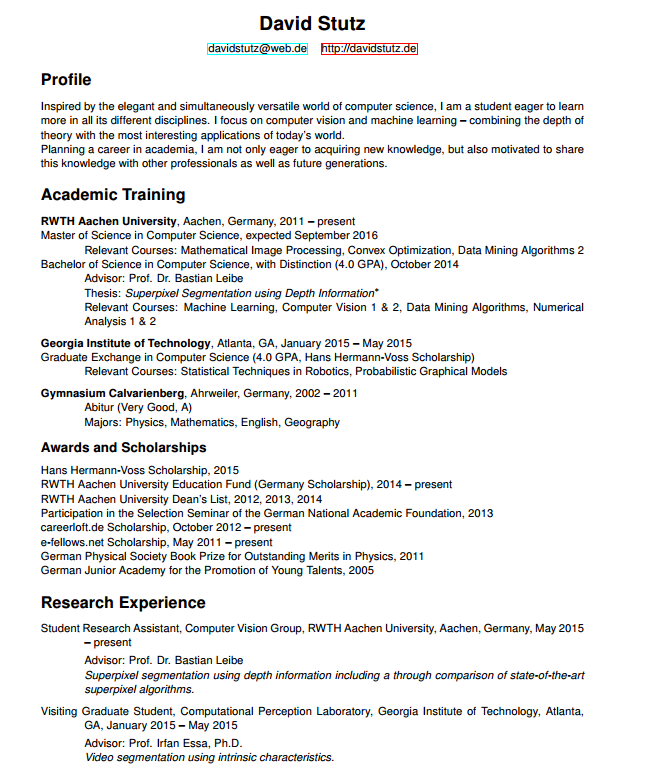 David Stutz
davidstutz@web.de http://davidstutz.de
Profile
Inspired by the elegant and simultaneously versatile world of computer science, I am a student eager to learn
more in all its different disciplines. I focus on computer vision and machine learning – combining the depth of
theory with the most interesting applications of today's world.
Planning a career in academia, I am not only eager to acquiring new knowledge, but also motivated to share
this knowledge with other professionals as well as future generations.
Academic Training
RWTH Aachen University, Aachen, Germany, 2011 – present
Master of Science in Computer Science, expected September 2016
Relevant Courses: Mathematical Image Processing, Convex Optimization, Data Mining Algorithms 2
Bachelor of Science in Computer Science, with Distinction (4.0 GPA), October 2014
Advisor: Prof. Dr. Bastian Leibe
Thesis: Superpixel Segmentation using Depth Information*
Relevant Courses: Machine Learning, Computer Vision 1 & 2, Data Mining Algorithms, Numerical
Analysis 1 & 2
Georgia Institute of Technology, Atlanta, GA, January 2015 – May 2015
Graduate Exchange in Computer Science (4.0 GPA, Hans Hermann-Voss Scholarship)
Relevant Courses: Statistical Techniques in Robotics, Probabilistic Graphical Models
Gymnasium Calvarienberg, Ahrweiler, Germany, 2002 – 2011
Abitur (Very Good, A)
Majors: Physics, Mathematics, English, Geography
Awards and Scholarships
Hans Hermann-Voss Scholarship, 2015
RWTH Aachen University Education Fund (Germany Scholarship), 2014 – present
RWTH Aachen University Dean's List, 2012, 2013, 2014
Participation in the Selection Seminar of the German National Academic Foundation, 2013
careerloft.de Scholarship, October 2012 – present
e-fellows.net Scholarship, May 2011 – present
German Physical Society Book Prize for Outstanding Merits in Physics, 2011
German Junior Academy for the Promotion of Young Talents, 2005
Research Experience
Student Research Assistant, Computer Vision Group, RWTH Aachen University, Aachen, Germany, May 2015
– present
Advisor: Prof. Dr. Bastian Leibe
Superpixel segmentation using depth information including a through comparison of state-of-the-art
superpixel algorithms.
Visiting Graduate Student, Computational Perception Laboratory, Georgia Institute of Technology, Atlanta,
GA, January 2015 – May 2015
Advisor: Prof. Irfan Essa, Ph.D.
Video segmentation using intrinsic characteristics.